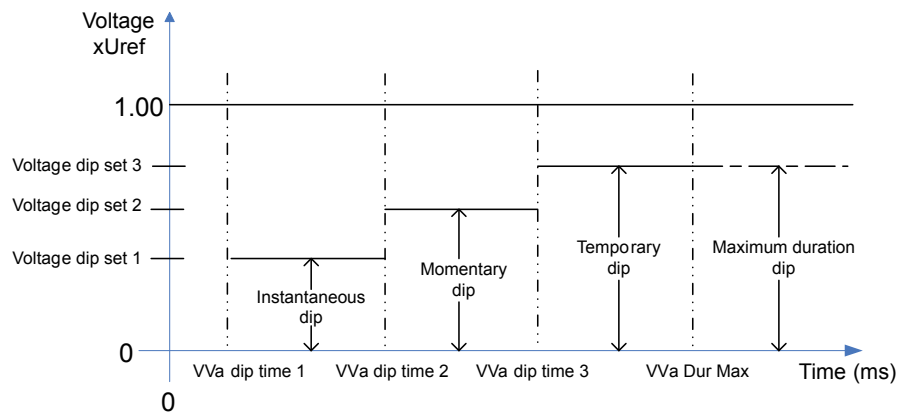 Voltage
xUref
1.00
Voltage dip set 3
Voltage dip set 2
Voltage dip set 1
Instantaneous
dip
Momentary
dip
Temporary
dip
Maximum duration
dip
0
VVa dip time 1
VVa dip time 2
VVa dip time 3
VVa Dur Max
Time (ms)
0